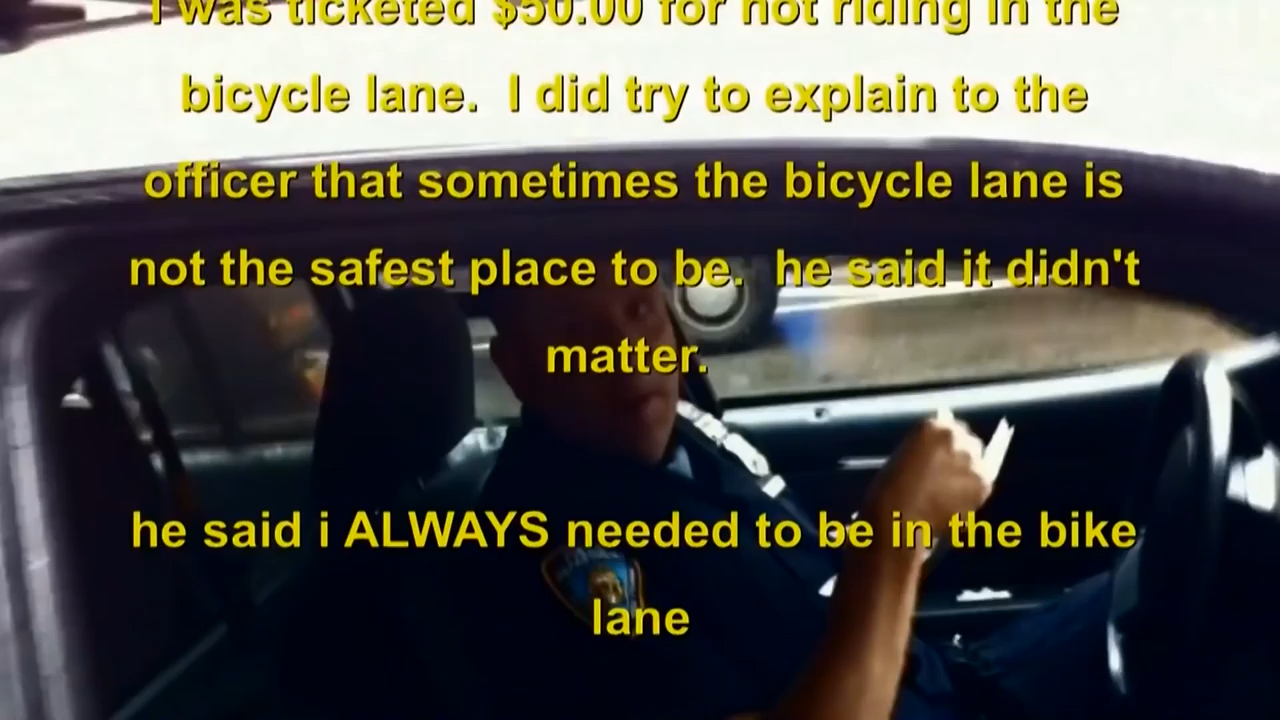 I was ticketed $50.00 for not riding in the
bicycle lane.  I did try to explain to the
officer that sometimes the bicycle lane is
not the safest place to be.  he said it didn't
matter.
he said i ALWAYS needed to be in the bike
lane